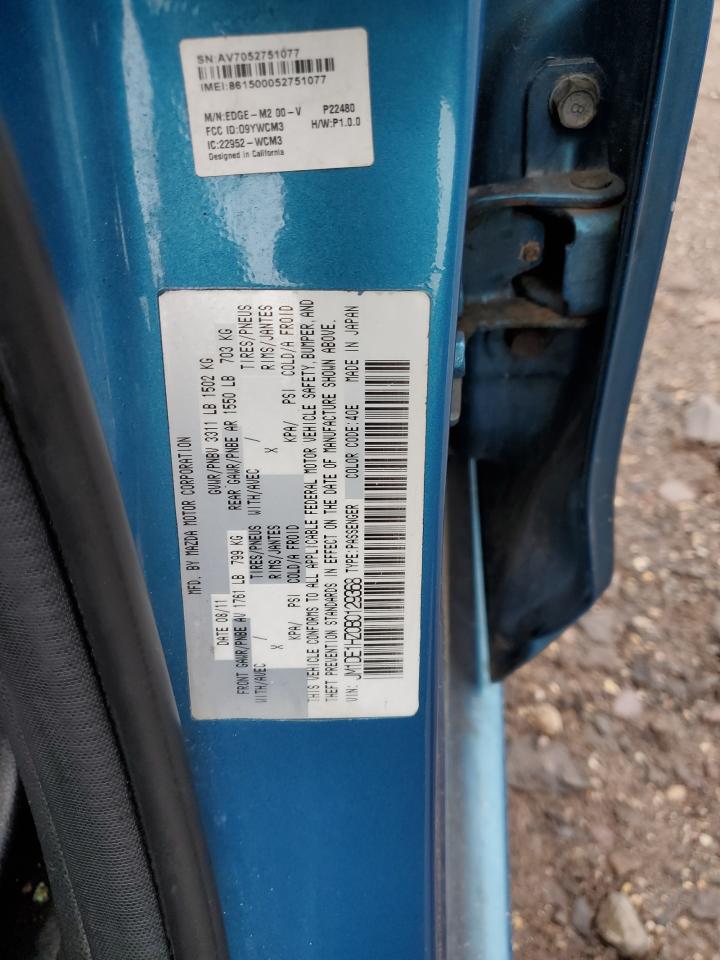 SN:AV7052751077
IMEI:861500052751077
M/N:EDGE-M2 00-V P22480
FCC ID:O9YWCM3 H/W:P1.0.0
IC:22952-WCM3
Designed in California
MFD. BY MAZDA MOTOR CORPORATION
DATE 08/11 GVWR/PNBV 3311 LB 1502 KG
FRONT GAWR/PNBE AV 1761 LB 799 KG REAR GAWR/PNBE AR 1550 LB 703 KG
WITH/AVEC / TIRES/PNEUS WITH/AVEC / TIRES/PNEUS
X RIMS/JANTES X RIMS/JANTES
KPA/ PSI COLD/A FROID KPA/ PSI COLD/A FROID
THIS VEHICLE CONFORMS TO ALL APPLICABLE FEDERAL MOTOR VEHICLE SAFETY, BUMPER, AND
THEFT PREVENTION STANDARDS IN EFFECT ON THE DATE OF MANUFACTURE SHOWN ABOVE.
VIN: JM1DE1HZ0B0129368 TYPE:PASSENGER COLOR CODE:40E MADE IN JAPAN